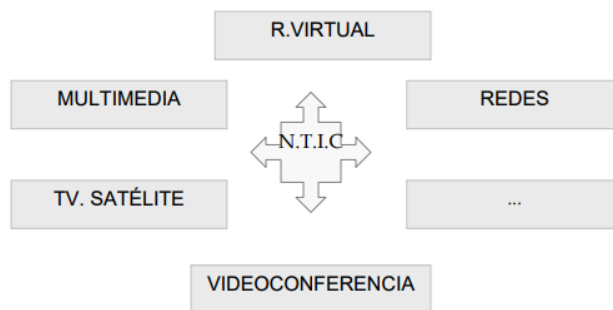 R.VIRTUAL
MULTIMEDIA
REDES
N.T.I.C
TV. SATÉLITE
...
VIDEOCONFERENCIA